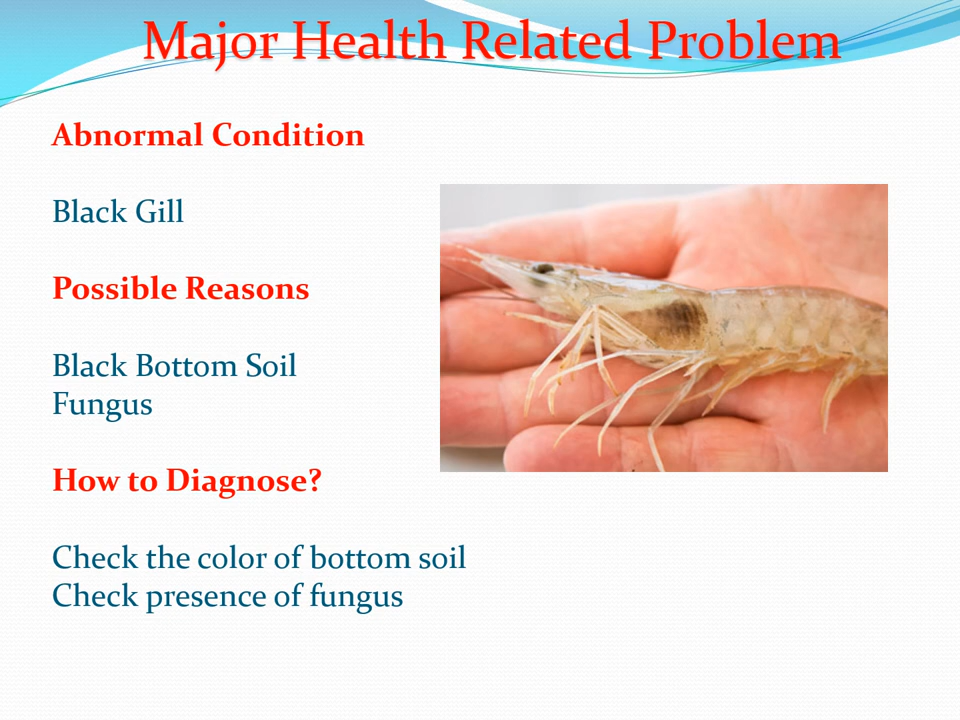 Major Health Related Problem
Abnormal Condition
Black Gill
Possible Reasons
Black Bottom Soil
Fungus
How to Diagnose?
Check the color of bottom soil
Check presence of fungus